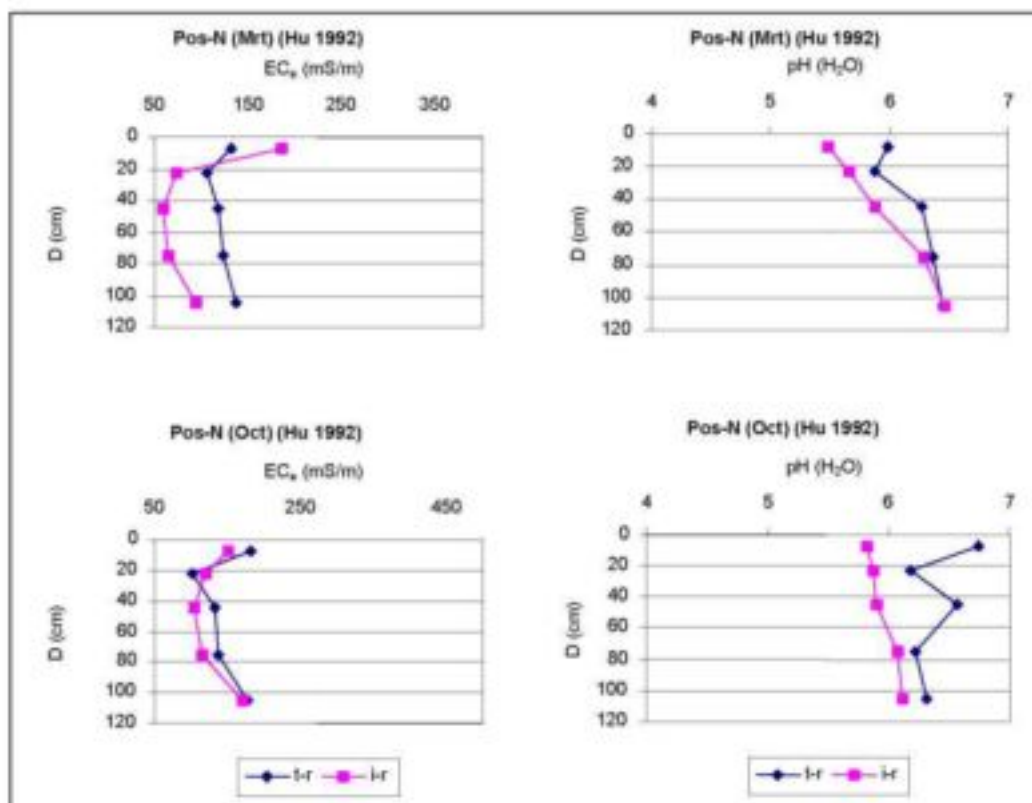 Pos-N (Mrt) (Hu 1992)
ECe (mS/m)
50 150 250 350
0
20
40
60
80
100
120
D (cm)
Pos-N (Mrt) (Hu 1992)
pH (H₂O)
4 5 6 7
0
20
40
60
80
100
120
D (cm)
Pos-N (Oct) (Hu 1992)
ECe (mS/m)
50 250 450
0
20
40
60
80
100
120
D (cm)
t-r i-r
Pos-N (Oct) (Hu 1992)
pH (H₂O)
4 5 6 7
0
20
40
60
80
100
120
D (cm)
t-r i-r